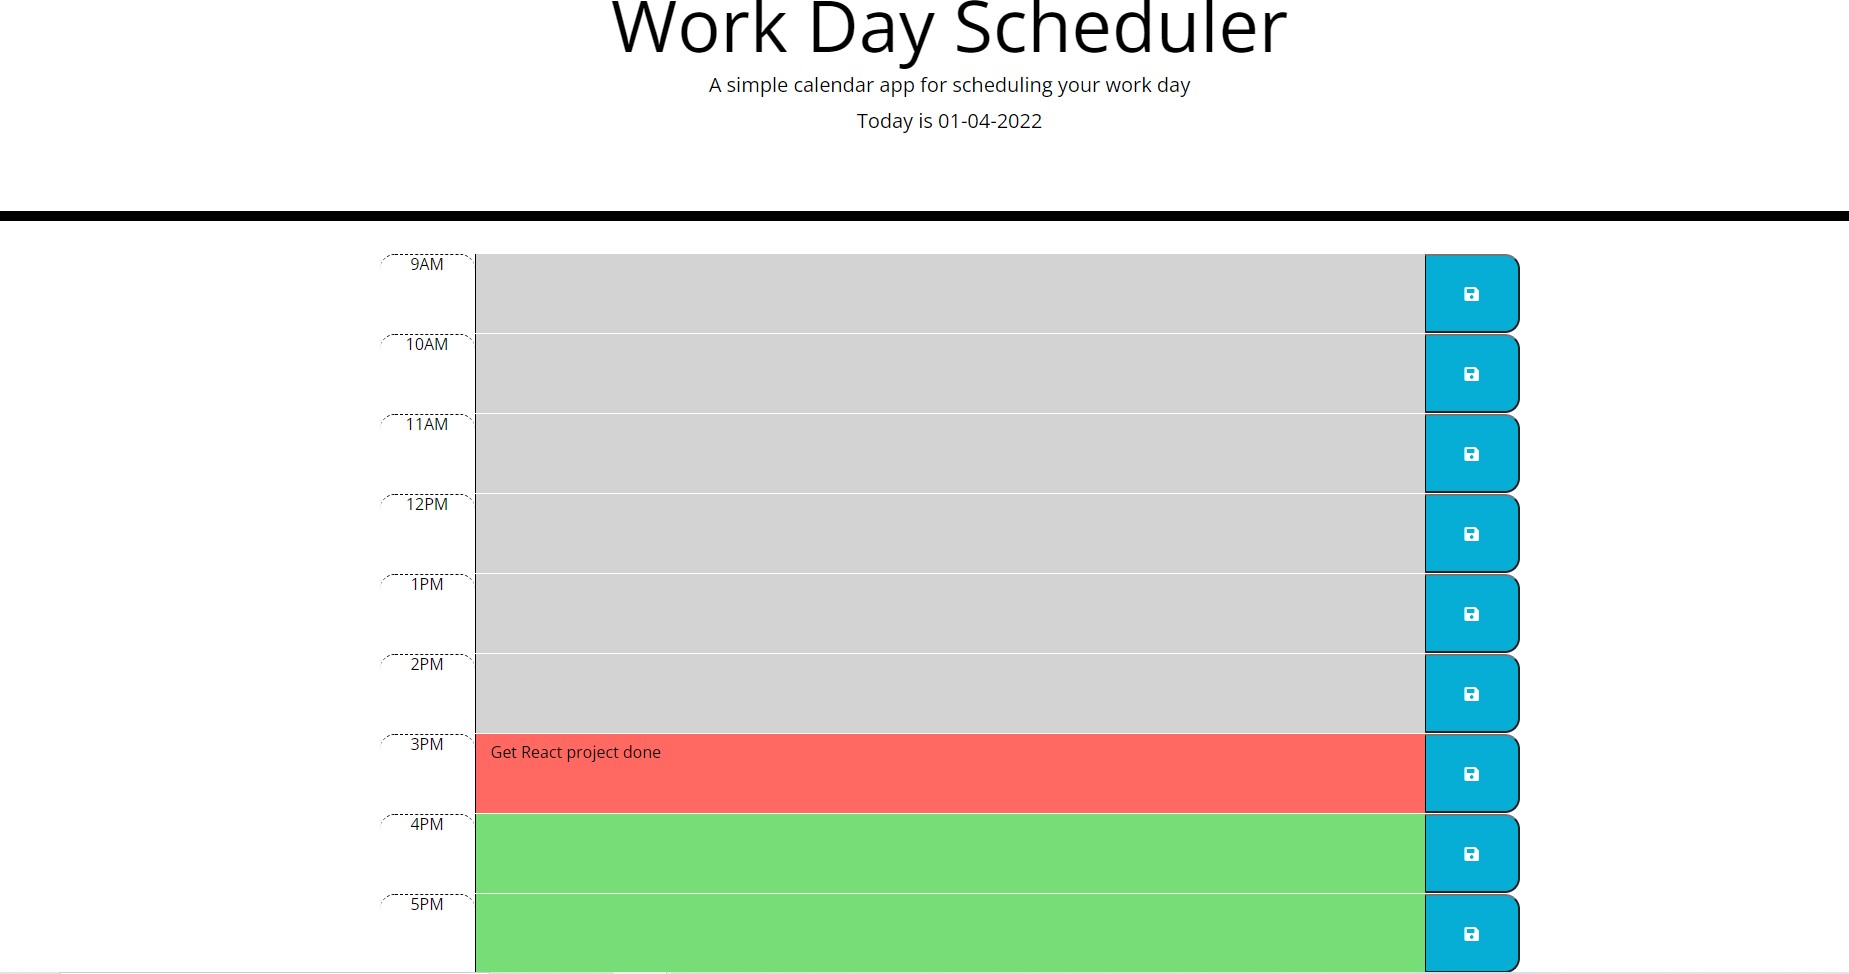 Work Day Scheduler
A simple calendar app for scheduling your work day
Today is 01-04-2022
9AM
10AM
11AM
12PM
1PM
2PM
3PM
Get React project done
4PM
5PM